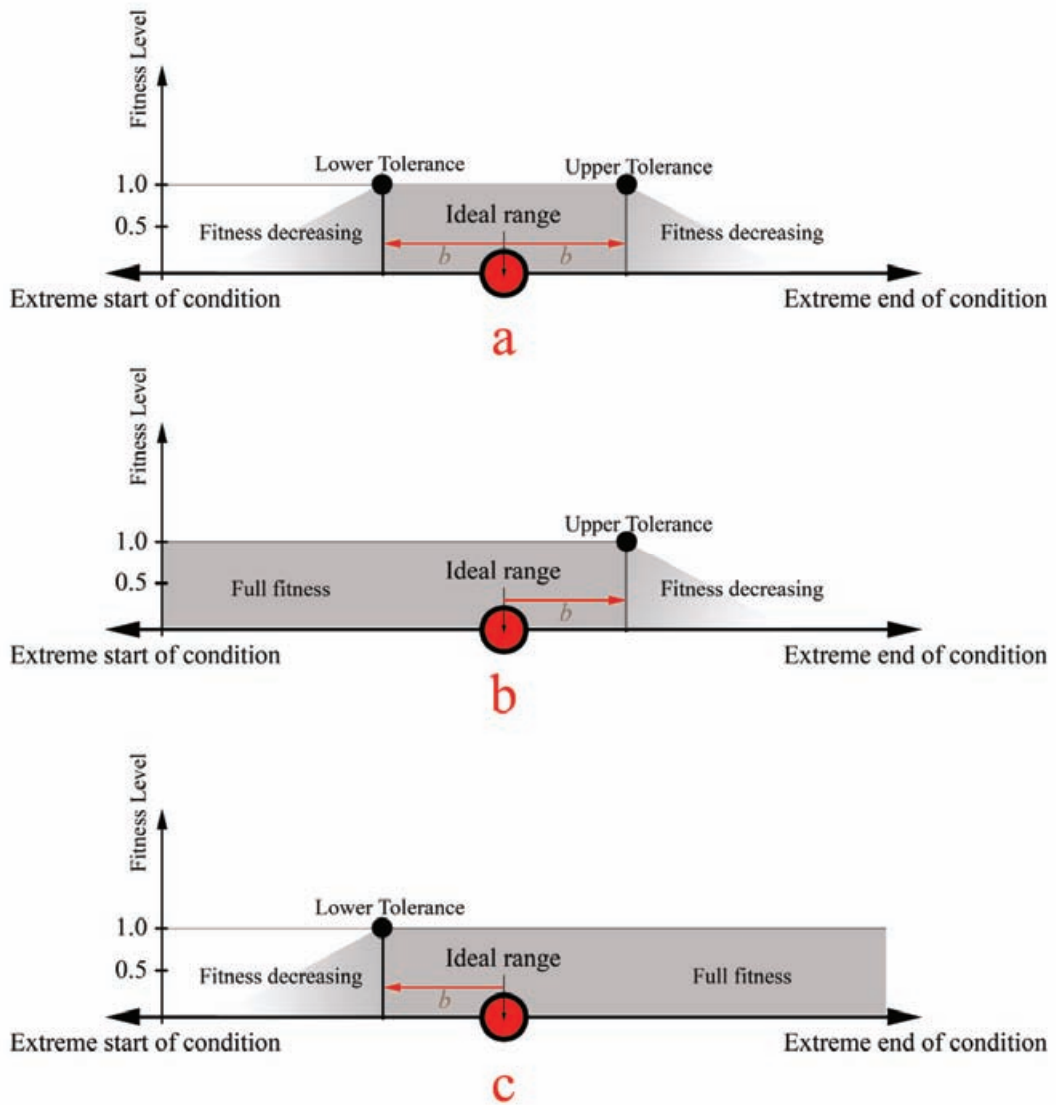 Fitness Level
Lower Tolerance
Upper Tolerance
1.0
0.5
Ideal range
Fitness decreasing
Fitness decreasing
b
b
Extreme start of condition
Extreme end of condition
a
Fitness Level
Upper Tolerance
1.0
0.5
Ideal range
Full fitness
Fitness decreasing
b
Extreme start of condition
Extreme end of condition
b
Fitness Level
Lower Tolerance
1.0
0.5
Ideal range
Fitness decreasing
Full fitness
b
Extreme start of condition
Extreme end of condition
c